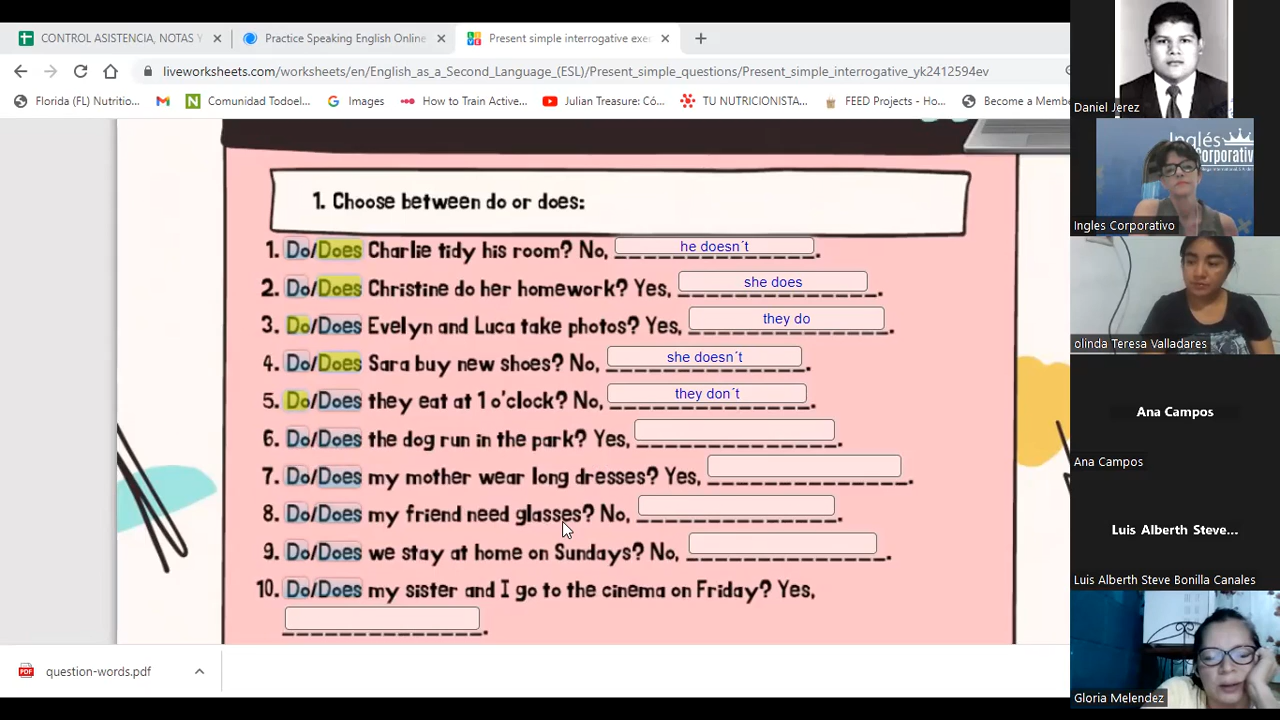 CONTROL ASISTENCIA, NOTAS Y
Practice Speaking English Online
Present simple interrogative exe
liveworksheets.com/worksheets/en/English_as_a_Second_Language_(ESL)/Present_simple_questions/Present_simple_interrogative_yk2412594ev
Florida (FL) Nutritio...
Comunidad Todoel...
Images
How to Train Active...
Julian Treasure: Có...
TU NUTRICIONISTA...
FEED Projects - Ho...
Become a Membe
1. Choose between do or does:
1. Do/Does Charlie tidy his room? No, he doesn´t.
2. Do/Does Christine do her homework? Yes, she does.
3. Do/Does Evelyn and Luca take photos? Yes, they do.
4. Do/Does Sara buy new shoes? No, she doesn´t.
5. Do/Does they eat at 1 o'clock? No, they don´t.
6. Do/Does the dog run in the park? Yes, ______________.
7. Do/Does my mother wear long dresses? Yes, ______________.
8. Do/Does my friend need glasses? No, ______________.
9. Do/Does we stay at home on Sundays? No, ______________.
10. Do/Does my sister and I go to the cinema on Friday? Yes,
______________.
question-words.pdf
Daniel Jerez
Inglés
Corporativ
Ingles Corporativo
olinda Teresa Valladares
Ana Campos
Ana Campos
Luis Alberth Steve...
Luis Alberth Steve Bonilla Canales
Gloria Melendez